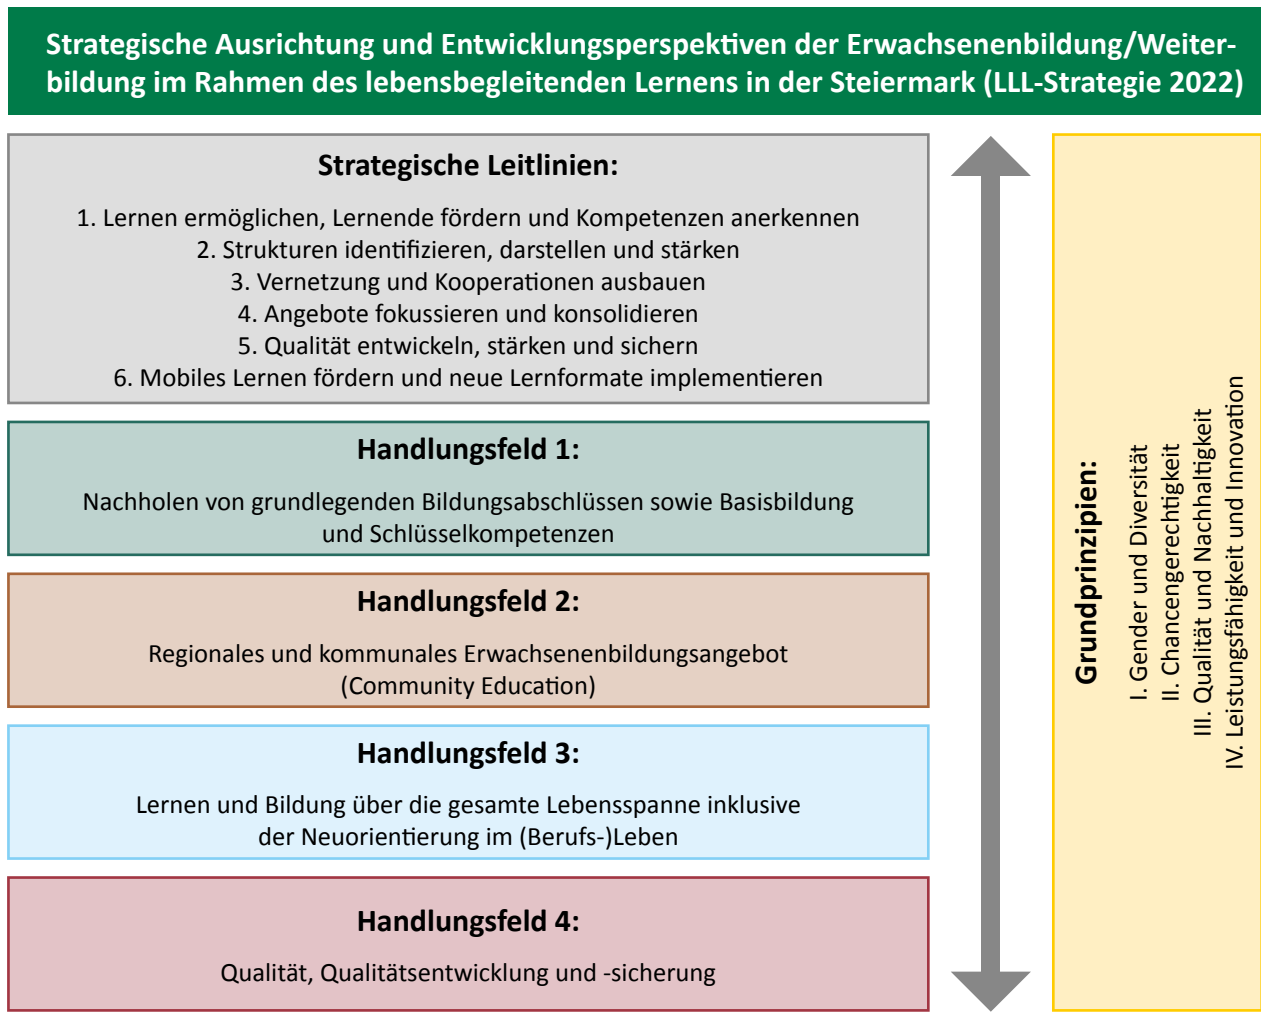 Strategische Ausrichtung und Entwicklungsperspektiven der Erwachsenenbildung/Weiter-
bildung im Rahmen des lebensbegleitenden Lernens in der Steiermark (LLL-Strategie 2022)
Strategische Leitlinien:
1. Lernen ermöglichen, Lernende fördern und Kompetenzen anerkennen
2. Strukturen identifizieren, darstellen und stärken
3. Vernetzung und Kooperationen ausbauen
4. Angebote fokussieren und konsolidieren
5. Qualität entwickeln, stärken und sichern
6. Mobiles Lernen fördern und neue Lernformate implementieren
Handlungsfeld 1:
Nachholen von grundlegenden Bildungsabschlüssen sowie Basisbildung
und Schlüsselkompetenzen
Handlungsfeld 2:
Regionales und kommunales Erwachsenenbildungsangebot
(Community Education)
Handlungsfeld 3:
Lernen und Bildung über die gesamte Lebensspanne inklusive
der Neuorientierung im (Berufs-)Leben
Handlungsfeld 4:
Qualität, Qualitätsentwicklung und -sicherung
Grundprinzipien:
I. Gender und Diversität
II. Chancengerechtigkeit
III. Qualität und Nachhaltigkeit
IV. Leistungsfähigkeit und Innovation